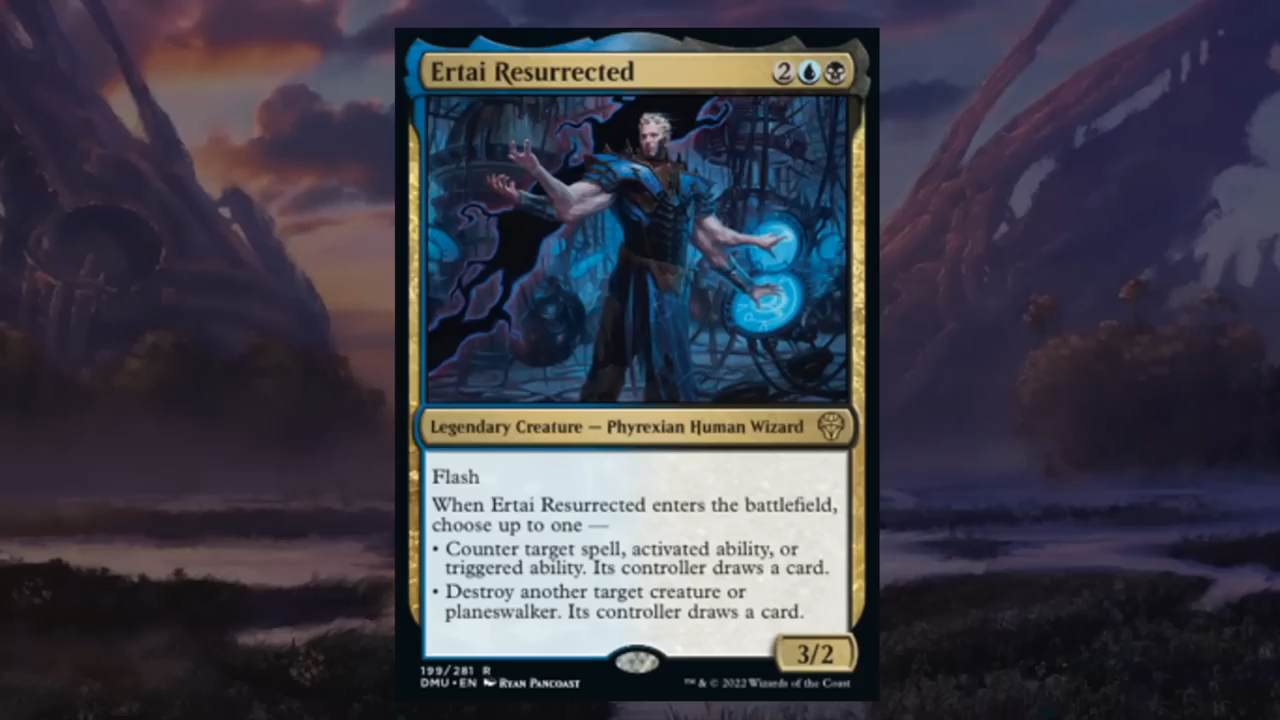 Ertai Resurrected 2
Legendary Creature — Phyrexian Human Wizard
Flash
When Ertai Resurrected enters the battlefield,
choose up to one —
• Counter target spell, activated ability, or
triggered ability. Its controller draws a card.
• Destroy another target creature or
planeswalker. Its controller draws a card.
3/2
199/281 R
DMU • EN Ryan Pancoast ™ & © 2022 Wizards of the Coast